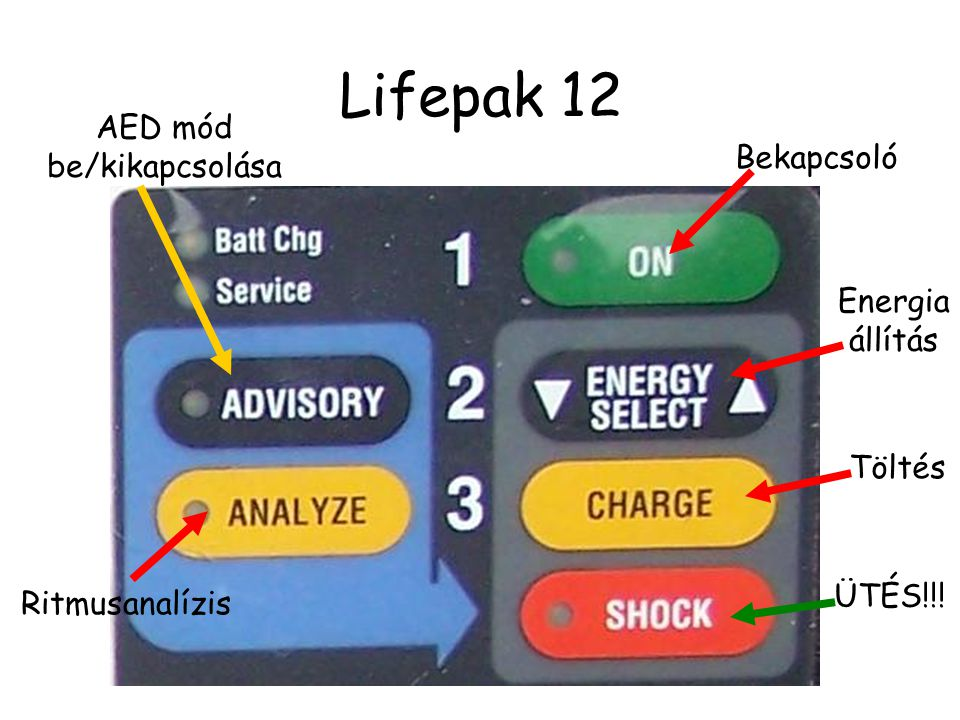 Lifepak 12
AED mód
be/kikapcsolása
Bekapcsoló
Batt Chg
Service
1
ON
Energia
állítás
ADVISORY
2
ENERGY
SELECT
Töltés
ANALYZE
3
CHARGE
Ritmusanalízis
SHOCK
ÜTÉS!!!